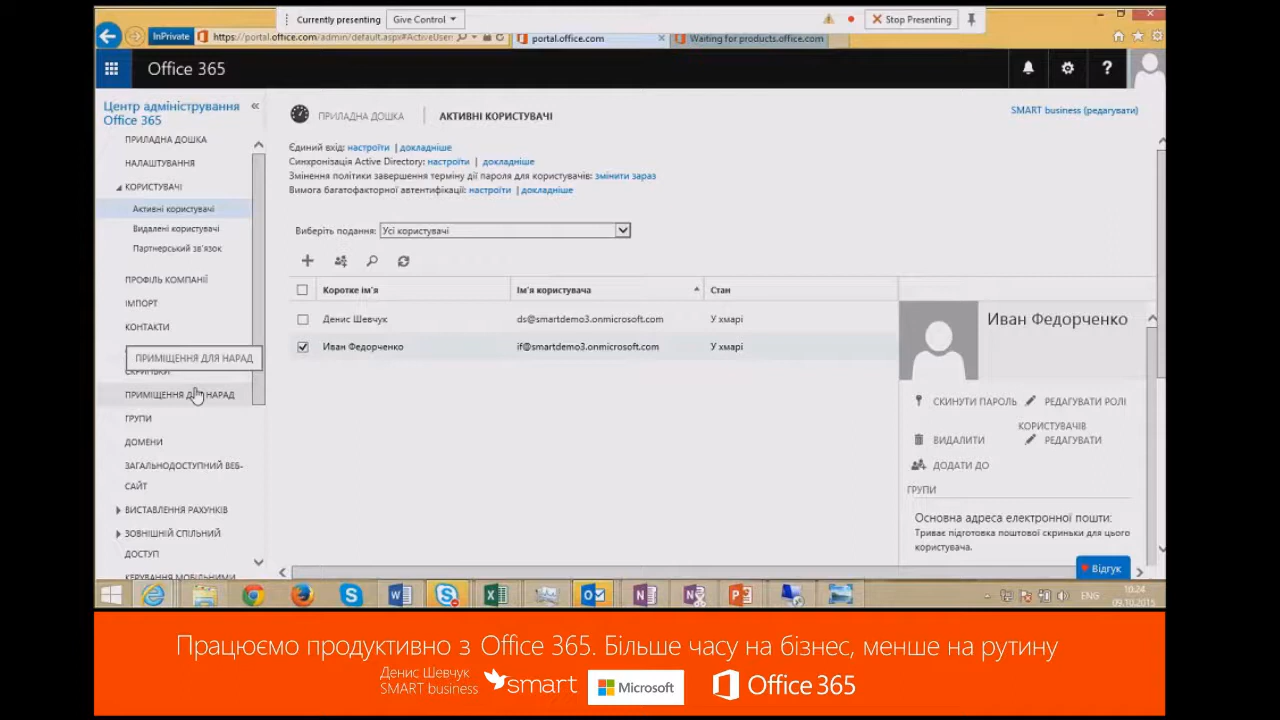 Currently presenting Give Control Stop Presenting
InPrivate https://portal.office.com/admin/default.aspx#ActiveUsers portal.office.com Waiting for products.office.com
Office 365 ?
Центр адміністрування
Office 365
SMART business (редагувати)
ПРИЛАДНА ДОШКА
НАЛАШТУВАННЯ
КОРИСТУВАЧІ
Активні користувачі
Видалені користувачі
Партнерський зв'язок
ПРОФІЛЬ КОМПАНІЇ
ІМПОРТ
КОНТАКТИ
ПРИМІЩЕННЯ ДЛЯ НАРАД
СКРИНЬКИ
ПРИМІЩЕННЯ ДЛЯ НАРАД
ГРУПИ
ДОМЕНИ
ЗАГАЛЬНОДОСТУПНИЙ ВЕБ-
САЙТ
ВИСТАВЛЕННЯ РАХУНКІВ
ЗОВНІШНІЙ СПІЛЬНИЙ
ДОСТУП
КЕРУВАННЯ МОБІЛЬНИМИ
ПРИЛАДНА ДОШКА АКТИВНІ КОРИСТУВАЧІ
Єдиний вхід: настроїти | докладніше
Синхронізація Active Directory: настроїти | докладніше
Змінення політики завершення терміну дії пароля для користувачів: змінити зараз
Вимога багатофакторної автентифікації: настроїти | докладніше
Виберіть подання: Усі користувачі
Коротке ім'я Ім'я користувача Стан
Денис Шевчук ds@smartdemo3.onmicrosoft.com У хмарі
Иван Федорченко if@smartdemo3.onmicrosoft.com У хмарі
Иван Федорченко
СКИНУТИ ПАРОЛЬ РЕДАГУВАТИ РОЛІ
КОРИСТУВАЧІВ
ВИДАЛИТИ РЕДАГУВАТИ
ДОДАТИ ДО
ГРУПИ
Основна адреса електронної пошти:
Триває підготовка поштової скриньки для цього
користувача.
Відгук
ENG 10:24
09.10.2015
Працюємо продуктивно з Office 365. Більше часу на бізнес, менше на рутину
Денис Шевчук
SMART business
smart
Microsoft
Office 365